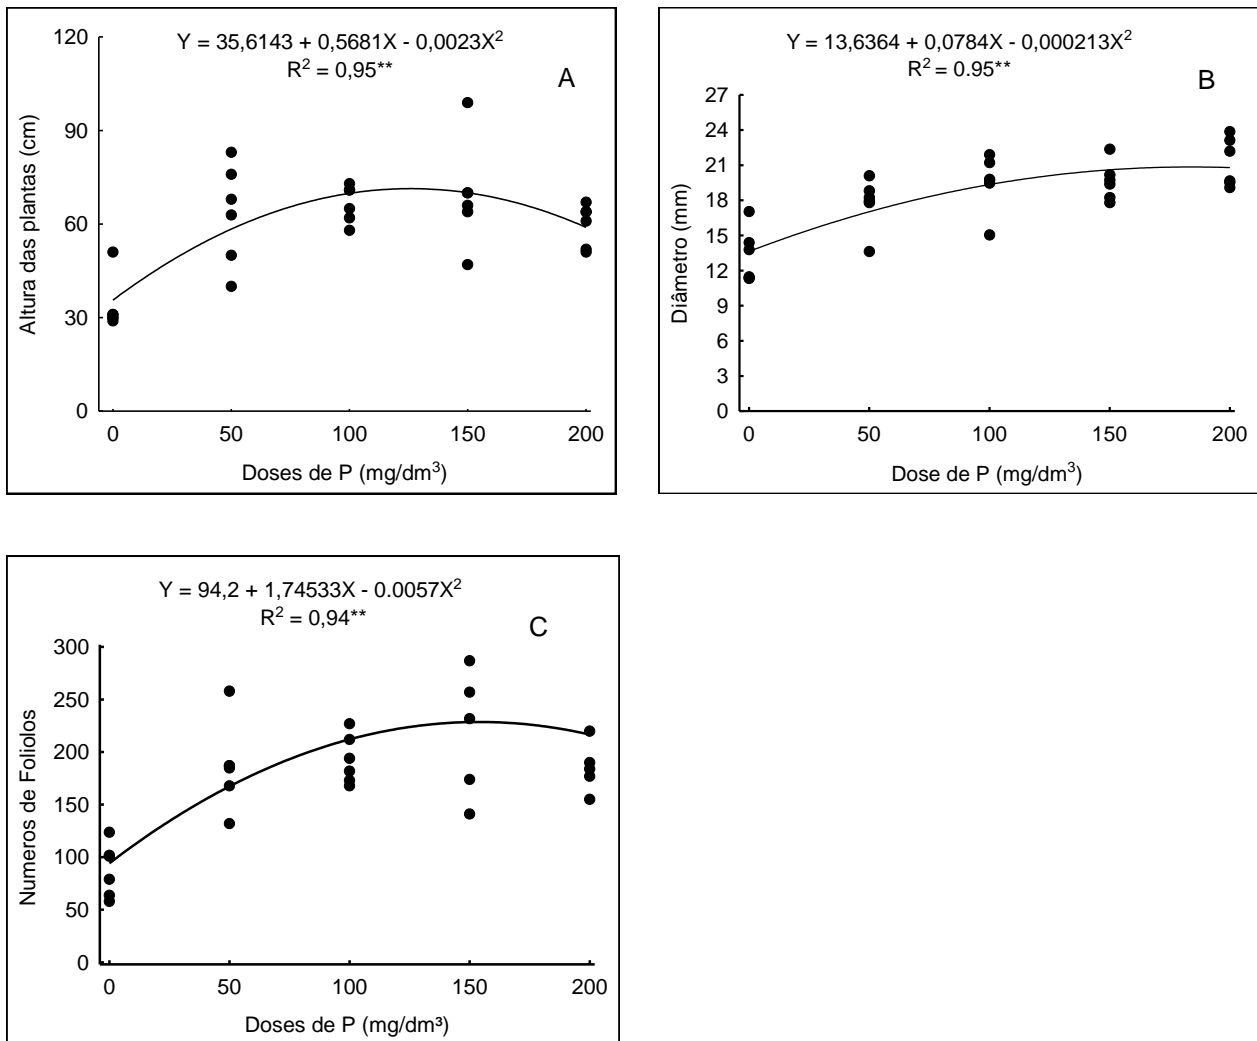 Y = 35,6143 + 0,5681X - 0,0023X²
R² = 0,95**
A
120
90
60
30
0
Altura das plantas (cm)
0 50 100 150 200
Doses de P (mg/dm³)
Y = 13,6364 + 0,0784X - 0,000213X²
R² = 0.95**
B
27
24
21
18
15
12
9
6
3
0
Diâmetro (mm)
0 50 100 150 200
Dose de P (mg/dm³)
Y = 94,2 + 1,74533X - 0.0057X²
R² = 0,94**
C
300
250
200
150
100
50
0
Numeros de Foliolos
0 50 100 150 200
Doses de P (mg/dm³)